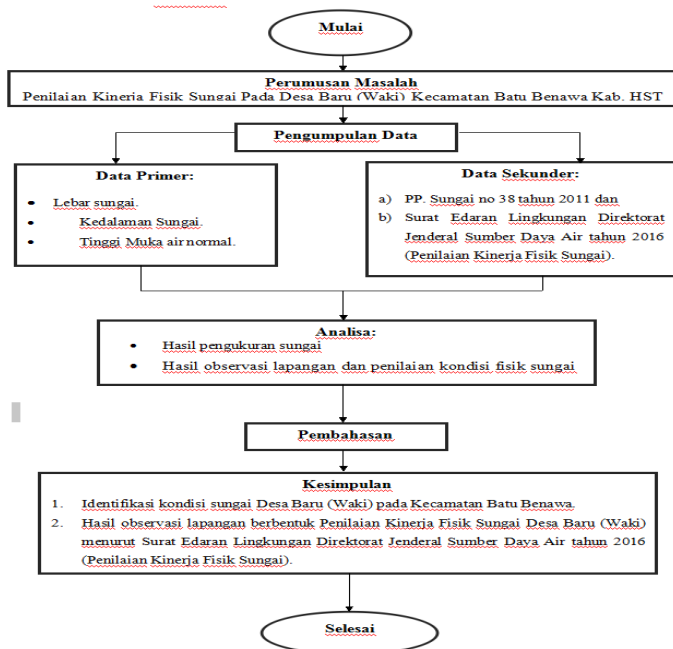 Mulai
Perumusan Masalah
Penilaian Kinerja Fisik Sungai Pada Desa Baru (Waki) Kecamatan Batu Benawa Kab. HST
Pengumpulan Data
Data Primer:
• Lebar sungai.
• Kedalaman Sungai.
• Tinggi Muka air normal.
Data Sekunder:
a) PP. Sungai no 38 tahun 2011 dan
b) Surat Edaran Lingkungan Direktorat
Jenderal Sumber Daya Air tahun 2016
(Penilaian Kinerja Fisik Sungai).
Analisa:
• Hasil pengukuran sungai
• Hasil observasi lapangan dan penilaian kondisi fisik sungai
Pembahasan
Kesimpulan
1. Identifikasi kondisi sungai Desa Baru (Waki) pada Kecamatan Batu Benawa.
2. Hasil observasi lapangan berbentuk Penilaian Kinerja Fisik Sungai Desa Baru (Waki)
menurut Surat Edaran Lingkungan Direktorat Jenderal Sumber Daya Air tahun 2016
(Penilaian Kinerja Fisik Sungai).
Selesai